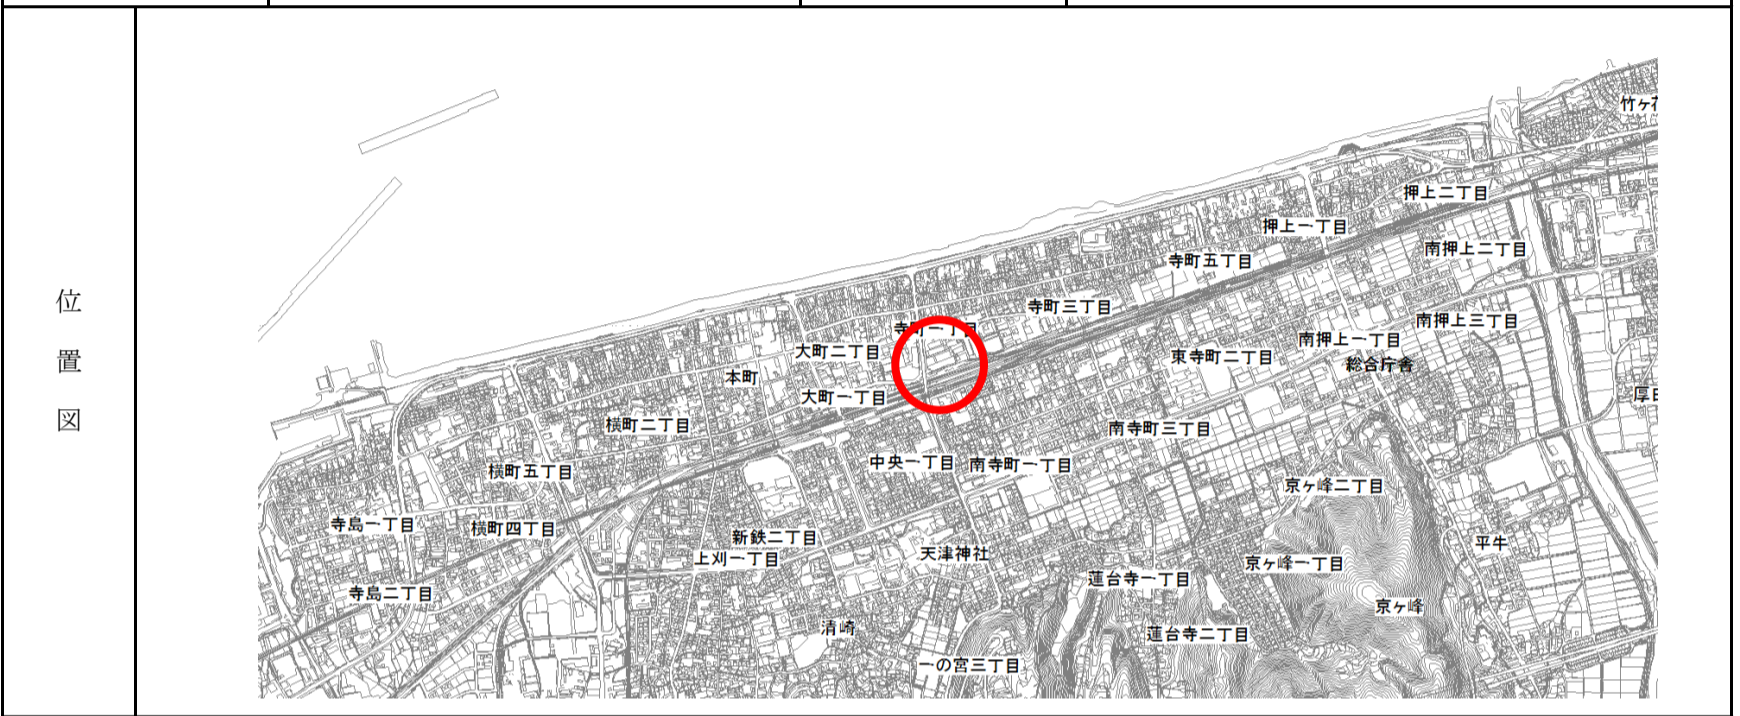 位
置
図
竹ヶ花
押上二丁目
押上一丁目
南押上二丁目
寺町五丁目
寺町三丁目
南押上三丁目
寺町一丁目
南押上一丁目
大町二丁目
東寺町二丁目
総合庁舎
本町
大町一丁目
横町二丁目
南寺町三丁目
中央一丁目
南寺町一丁目
横町五丁目
京ヶ峰二丁目
寺島一丁目
横町四丁目
新鉄二丁目
平牛
天津神社
上刈一丁目
京ヶ峰一丁目
蓮台寺一丁目
寺島二丁目
京ヶ峰
清崎
蓮台寺二丁目
一の宮三丁目